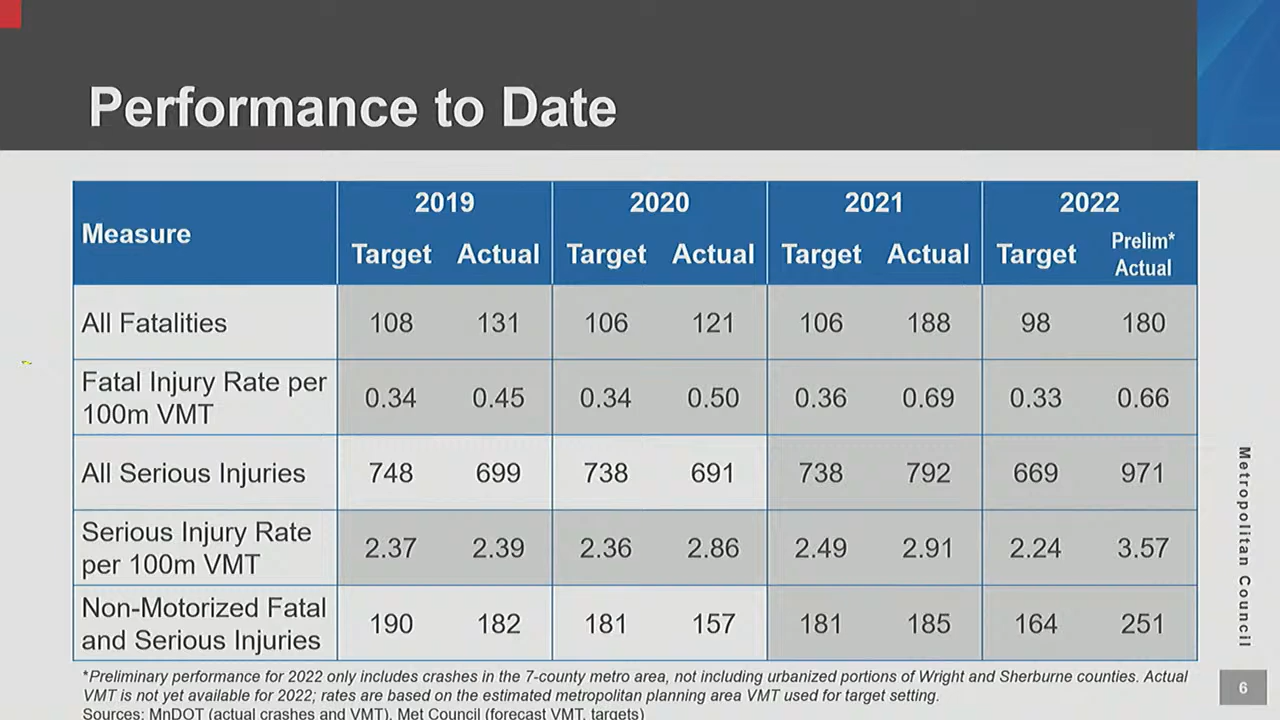 Performance to Date
Measure
2019
2020
2021
2022
Target Actual Target Actual Target Actual Target Prelim* Actual
All Fatalities 108 131 106 121 106 188 98 180
Fatal Injury Rate per
100m VMT 0.34 0.45 0.34 0.50 0.36 0.69 0.33 0.66
All Serious Injuries 748 699 738 691 738 792 669 971
Serious Injury Rate
per 100m VMT 2.37 2.39 2.36 2.86 2.49 2.91 2.24 3.57
Non-Motorized Fatal
and Serious Injuries 190 182 181 157 181 185 164 251
*Preliminary performance for 2022 only includes crashes in the 7-county metro area, not including urbanized portions of Wright and Sherburne counties. Actual
VMT is not yet available for 2022; rates are based on the estimated metropolitan planning area VMT used for target setting.
Sources: MnDOT (actual crashes and VMT), Met Council (forecast VMT, targets)
Metropolitan Council
6